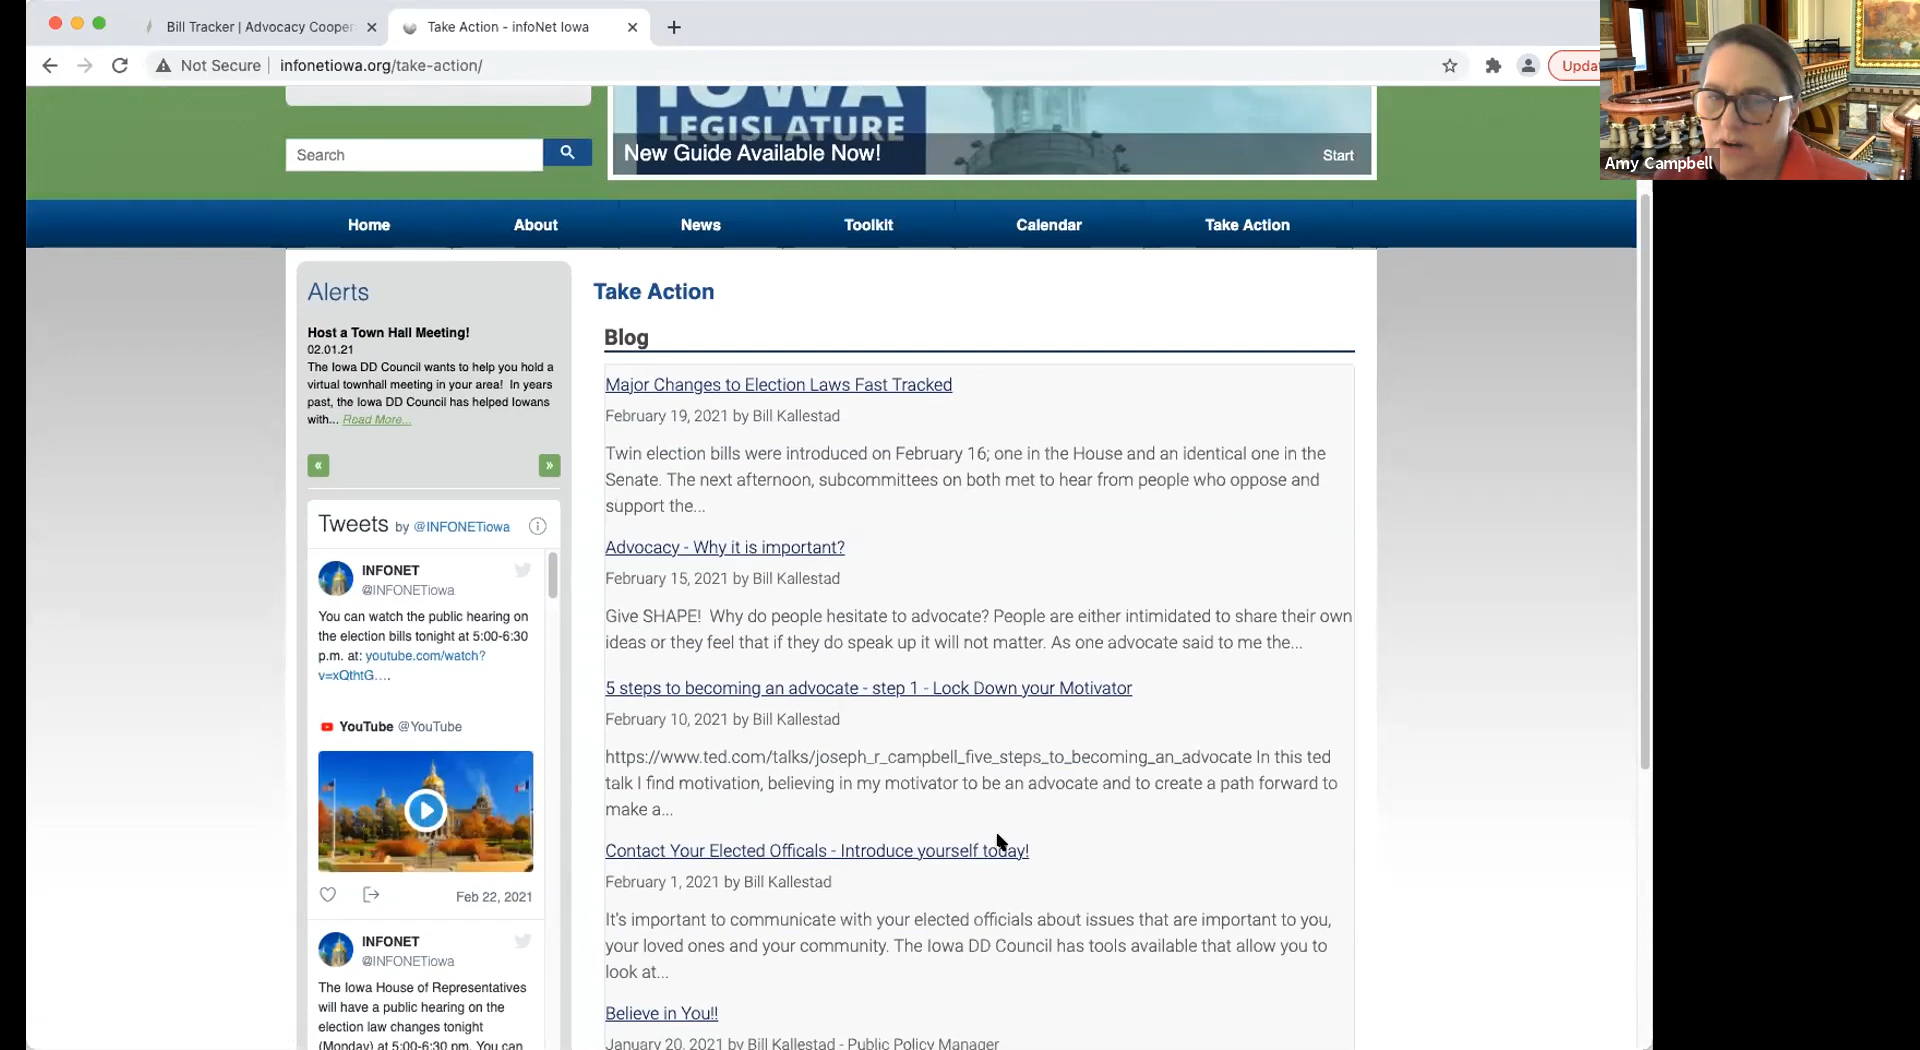 Bill Tracker | Advocacy Cooper
Take Action - infoNet Iowa
Not Secure
infonetiowa.org/take-action/
Upda
Amy Campbell
IOWA
LEGISLATURE
New Guide Available Now!
Start
Search
Home
About
News
Toolkit
Calendar
Take Action
Alerts
Host a Town Hall Meeting!
02.01.21
The Iowa DD Council wants to help you hold a
virtual townhall meeting in your area! In years
past, the Iowa DD Council has helped Iowans
with... Read More...
«
»
Tweets by @INFONETiowa
INFONET
@INFONETiowa
You can watch the public hearing on
the election bills tonight at 5:00-6:30
p.m. at: youtube.com/watch?
v=xQthtG….
YouTube @YouTube
Feb 22, 2021
INFONET
@INFONETiowa
The Iowa House of Representatives
will have a public hearing on the
election law changes tonight
(Monday) at 5:00-6:30 pm. You can
Take Action
Blog
Major Changes to Election Laws Fast Tracked
February 19, 2021 by Bill Kallestad
Twin election bills were introduced on February 16; one in the House and an identical one in the
Senate. The next afternoon, subcommittees on both met to hear from people who oppose and
support the...
Advocacy - Why it is important?
February 15, 2021 by Bill Kallestad
Give SHAPE! Why do people hesitate to advocate? People are either intimidated to share their own
ideas or they feel that if they do speak up it will not matter. As one advocate said to me the...
5 steps to becoming an advocate - step 1 - Lock Down your Motivator
February 10, 2021 by Bill Kallestad
https://www.ted.com/talks/joseph_r_campbell_five_steps_to_becoming_an_advocate In this ted
talk I find motivation, believing in my motivator to be an advocate and to create a path forward to
make a...
Contact Your Elected Officals - Introduce yourself today!
February 1, 2021 by Bill Kallestad
It's important to communicate with your elected officials about issues that are important to you,
your loved ones and your community. The Iowa DD Council has tools available that allow you to
look at...
Believe in You!!
January 20, 2021 by Bill Kallestad - Public Policy Manager